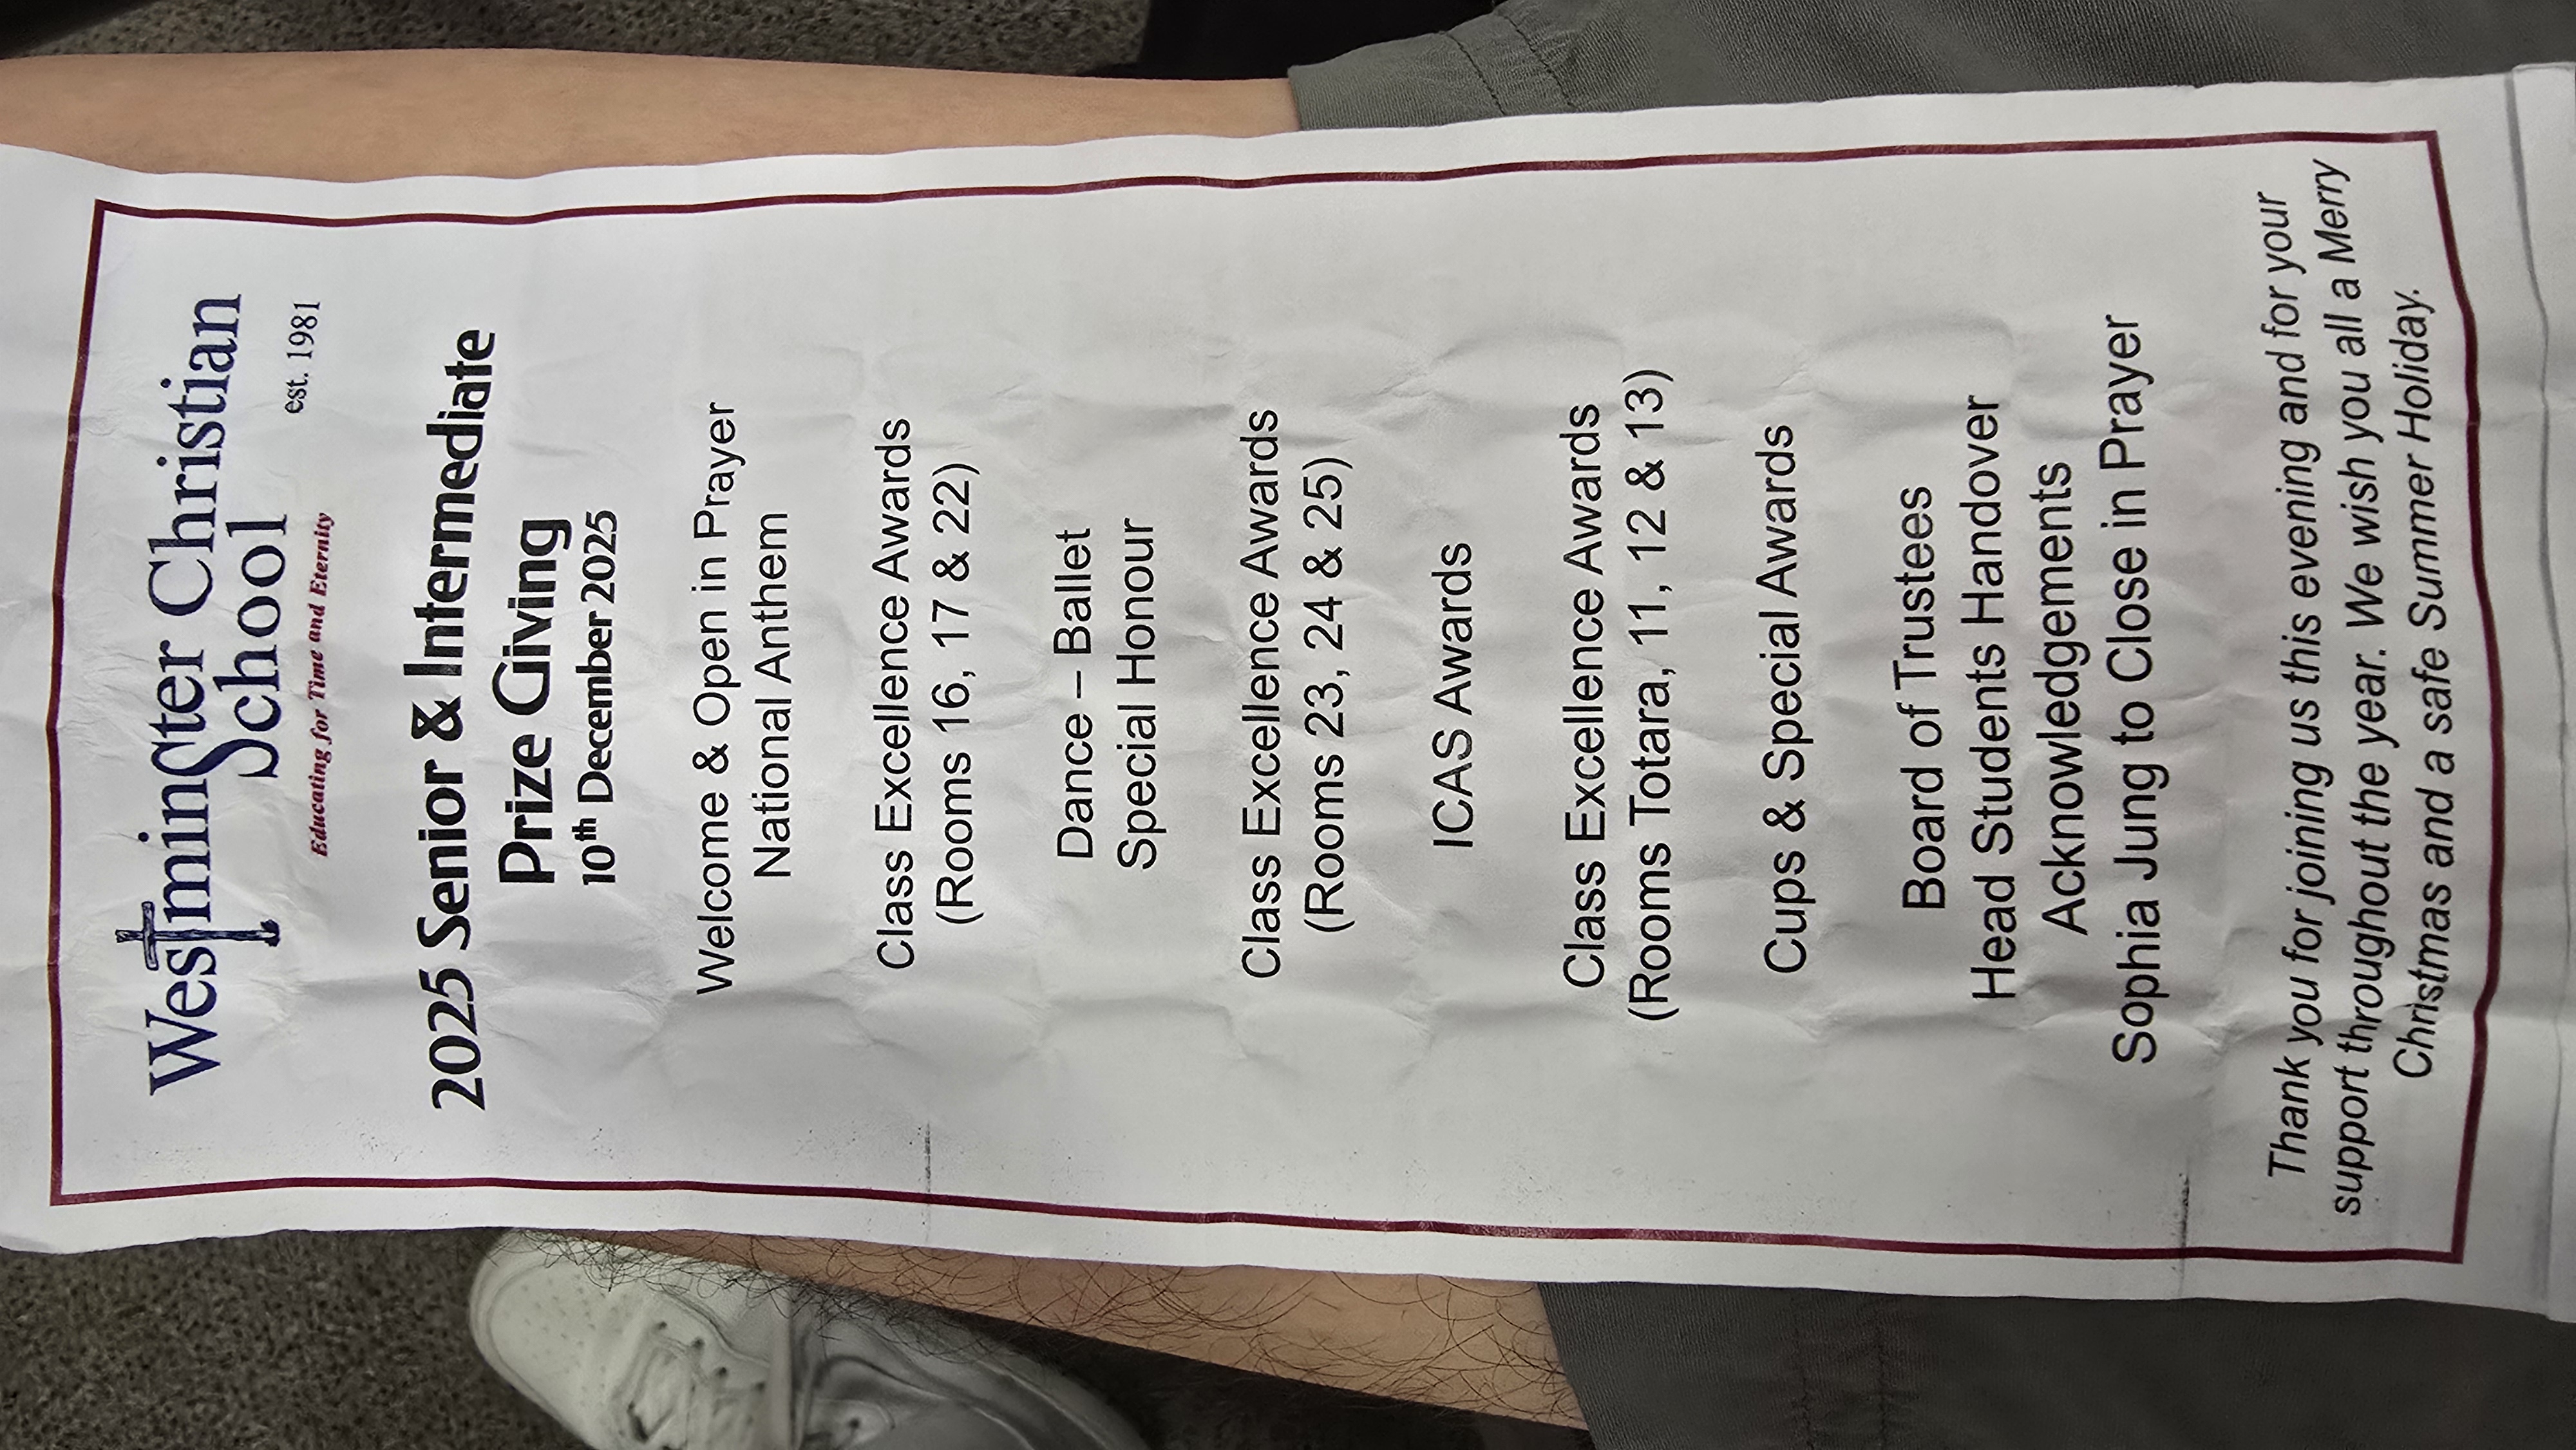 Westminster Christian
School
est. 1981
Educating for Time and Eternity
2025 Senior & Intermediate
Prize Giving
10th December 2025
Welcome & Open in Prayer
National Anthem
Class Excellence Awards
(Rooms 16, 17 & 22)
Dance – Ballet
Special Honour
Class Excellence Awards
(Rooms 23, 24 & 25)
ICAS Awards
Class Excellence Awards
(Rooms Totara, 11, 12 & 13)
Cups & Special Awards
Board of Trustees
Head Students Handover
Acknowledgements
Sophia Jung to Close in Prayer
Thank you for joining us this evening and for your
support throughout the year. We wish you all a Merry
Christmas and a safe Summer Holiday.